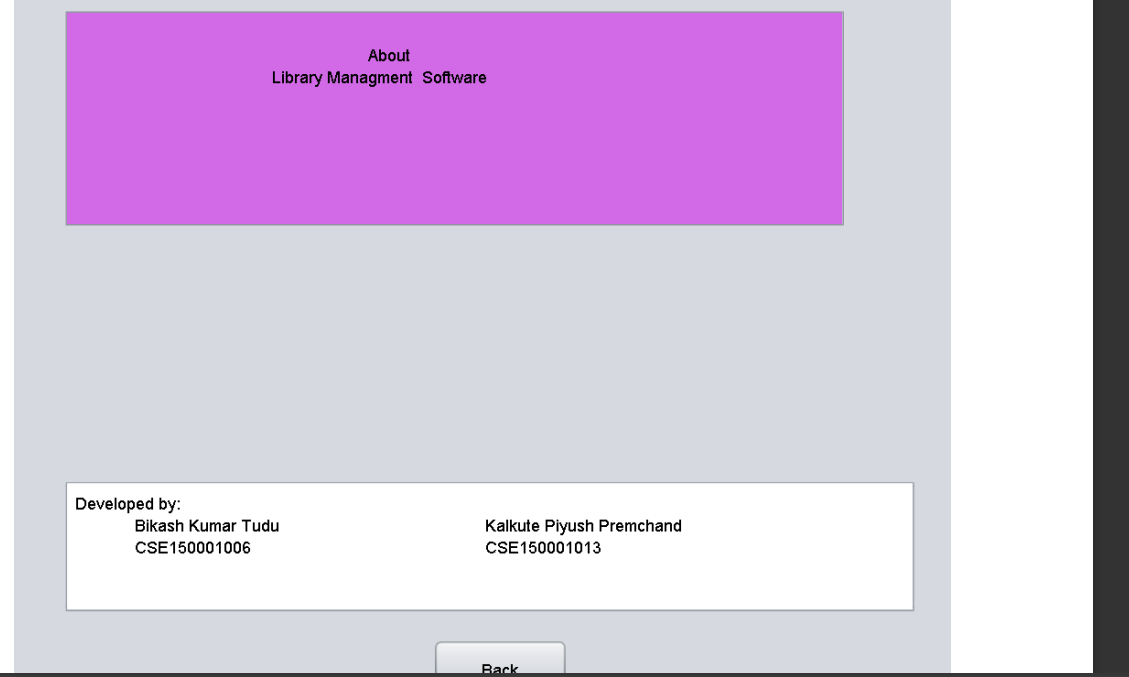 About
Library Managment  Software
Developed by:
Bikash Kumar Tudu
Kalkute Piyush Premchand
CSE150001006
CSE150001013
Back